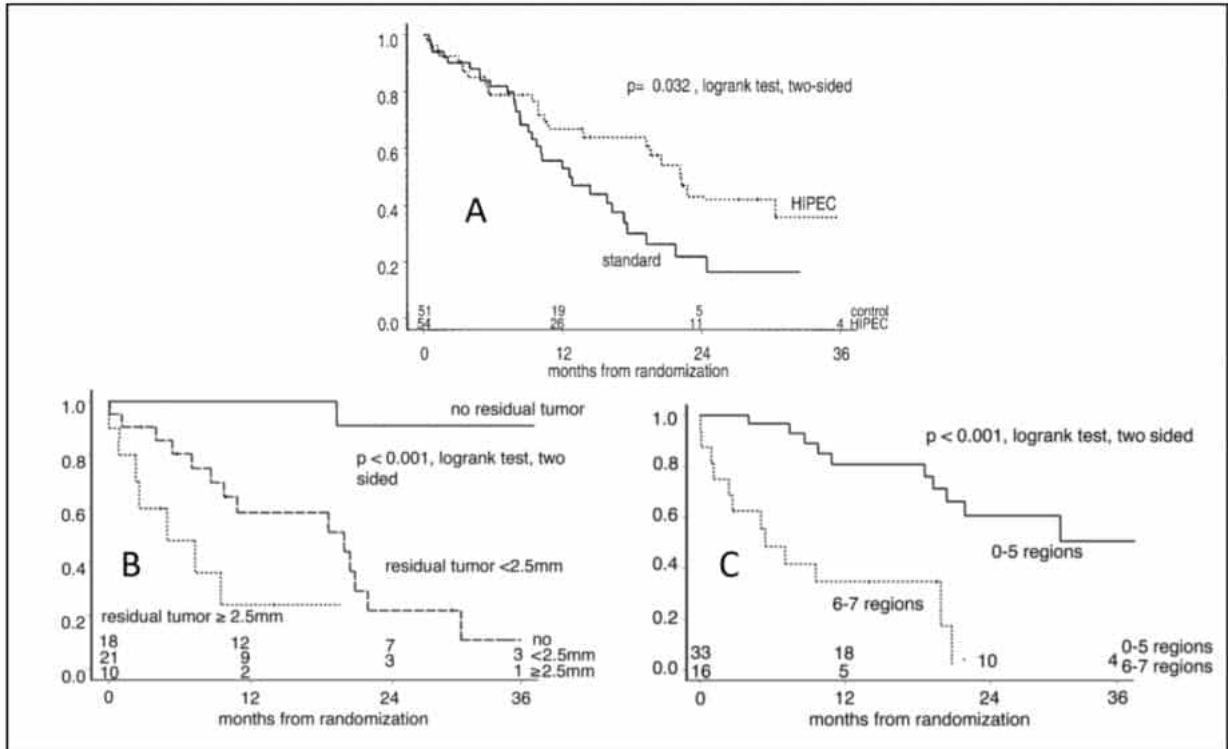 1.0
p= 0.032 , logrank test, two-sided
0.8
0.6
A
HIPEC
0.4
standard
0.2
51 19 5 control
54 26 11 4 HIPEC
0.0
0 12 24 36
months from randomization
1.0
no residual tumor
p < 0.001, logrank test, two
sided
0.8
0.6
B
residual tumor <2.5mm
0.4
residual tumor ≥ 2.5mm
0.2
18 12 7 no
21 9 3 3 <2.5mm
10 2 1 ≥2.5mm
0.0
0 12 24 36
months from randomization
1.0
p < 0.001, logrank test, two sided
0.8
0.6
0-5 regions
C
0.4
6-7 regions
0.2
33 18 10 4 0-5 regions
16 5 6-7 regions
0.0
0 12 24 36
months from randomization